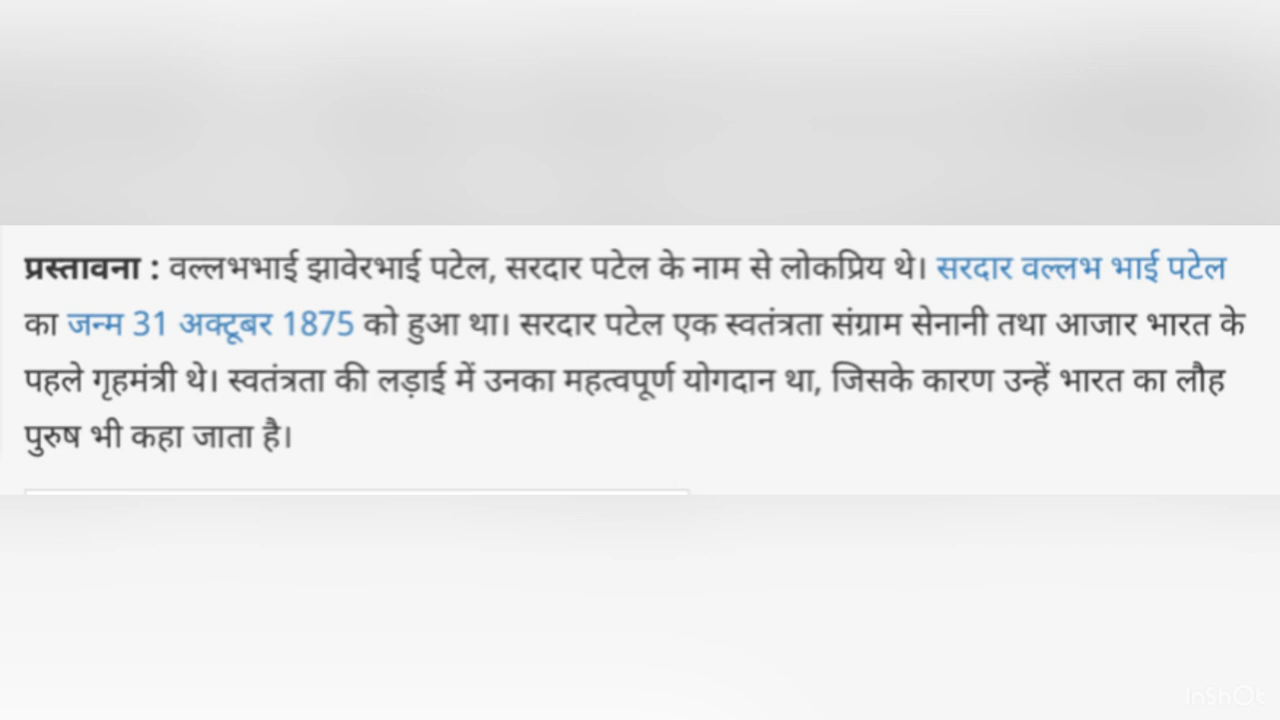 प्रस्तावना : वल्लभभाई झावेरभाई पटेल, सरदार पटेल के नाम से लोकप्रिय थे। सरदार वल्लभ भाई पटेल
का जन्म 31 अक्टूबर 1875 को हुआ था। सरदार पटेल एक स्वतंत्रता संग्राम सेनानी तथा आजार भारत के
पहले गृहमंत्री थे। स्वतंत्रता की लड़ाई में उनका महत्वपूर्ण योगदान था, जिसके कारण उन्हें भारत का लौह
पुरुष भी कहा जाता है।
InShOt